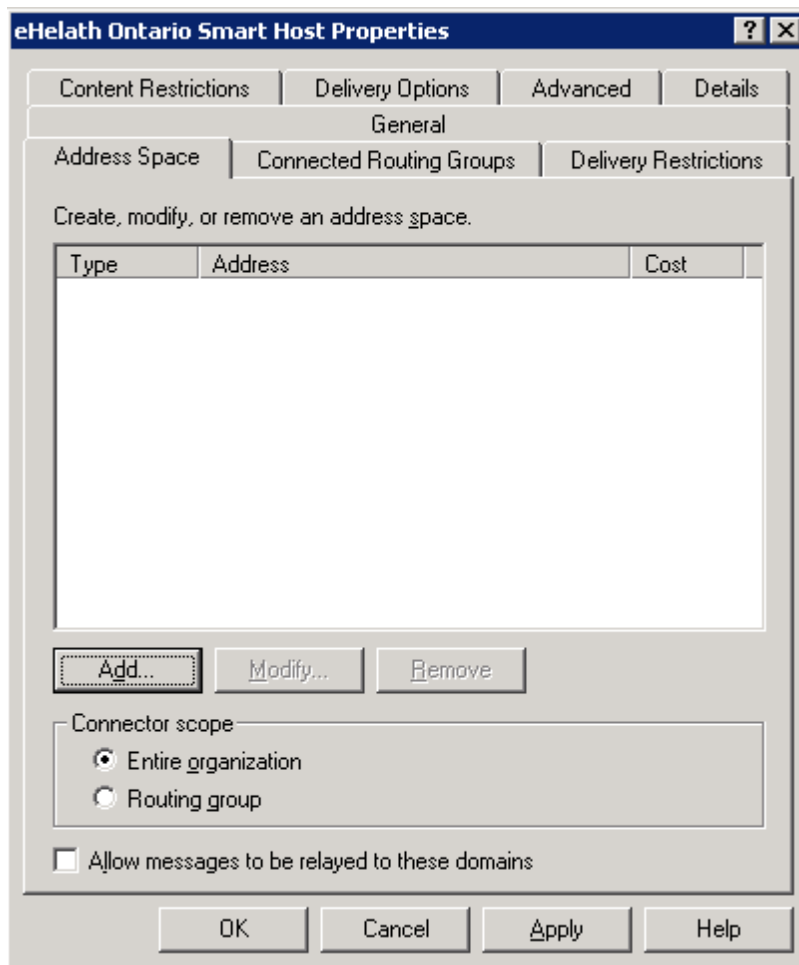 eHelath Ontario Smart Host Properties
Content Restrictions Delivery Options Advanced Details
General
Address Space Connected Routing Groups Delivery Restrictions
Create, modify, or remove an address space.
Type Address Cost
Add... Modify... Remove
Connector scope
Entire organization
Routing group
Allow messages to be relayed to these domains
OK Cancel Apply Help